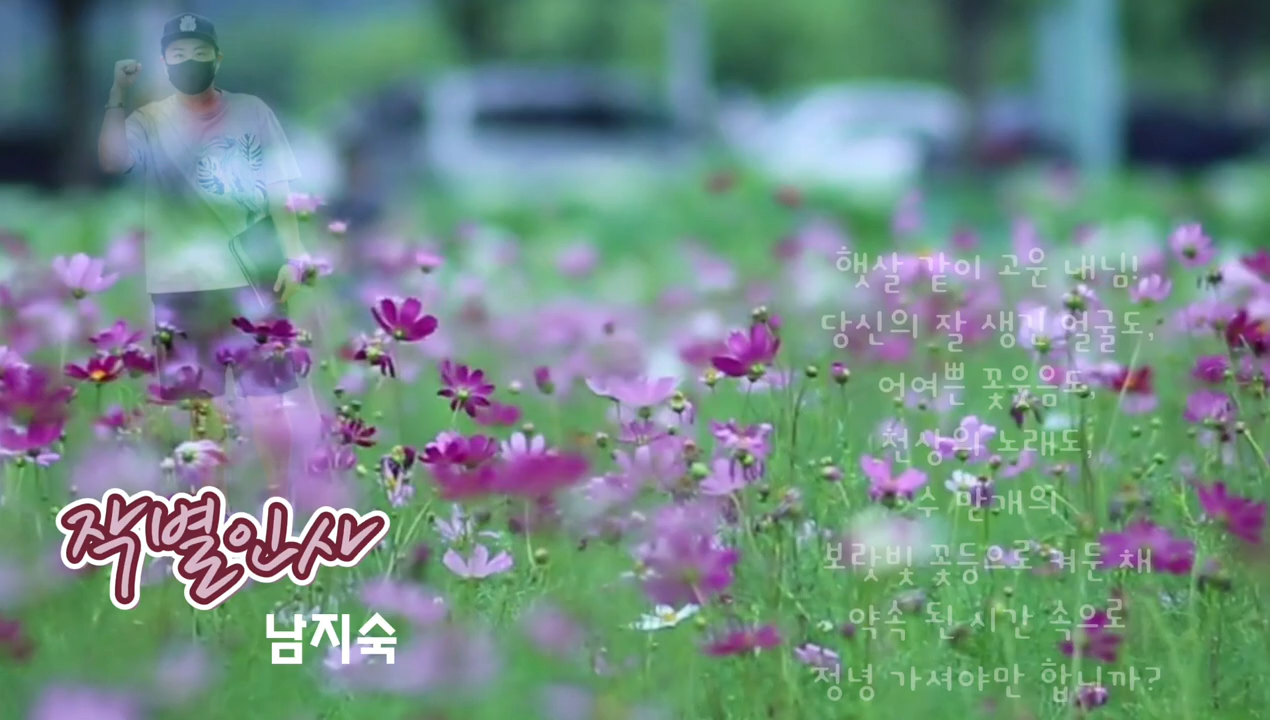 작별인사
남지숙
햇살 같이 고운 내님!
당신의 잘 생긴 얼굴도,
어여쁜 꽃웃음도,
천상의 노래도,
수 만개의
보랏빛 꽃등으로 켜둔 채
약속 된 시간 속으로
정녕 가셔야만 합니까?